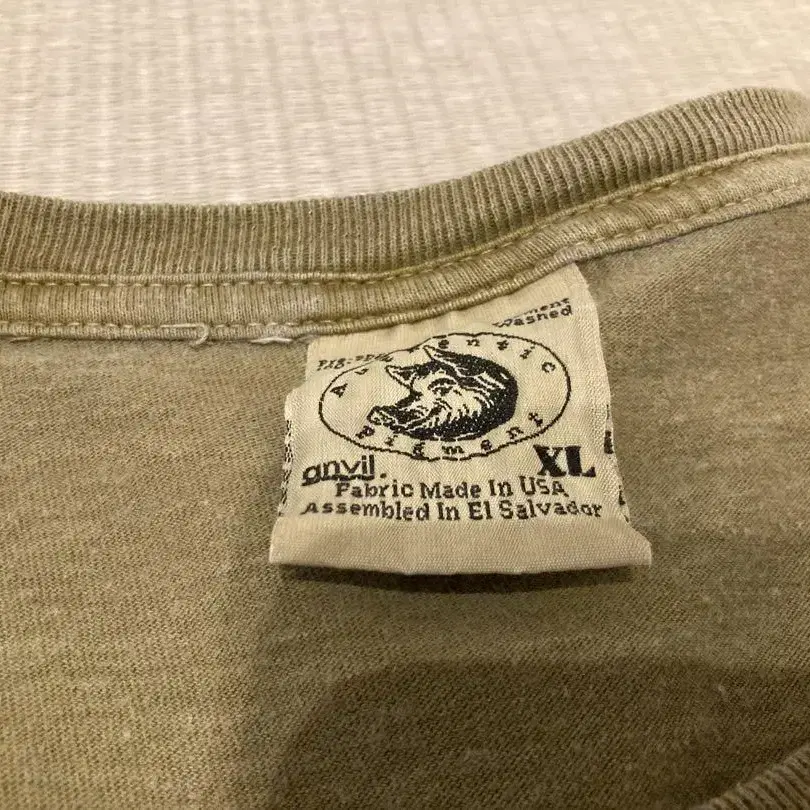 Washed
Authentic
Pigment
anvil.
XL
Fabric Made In USA
Assembled In El Salvador